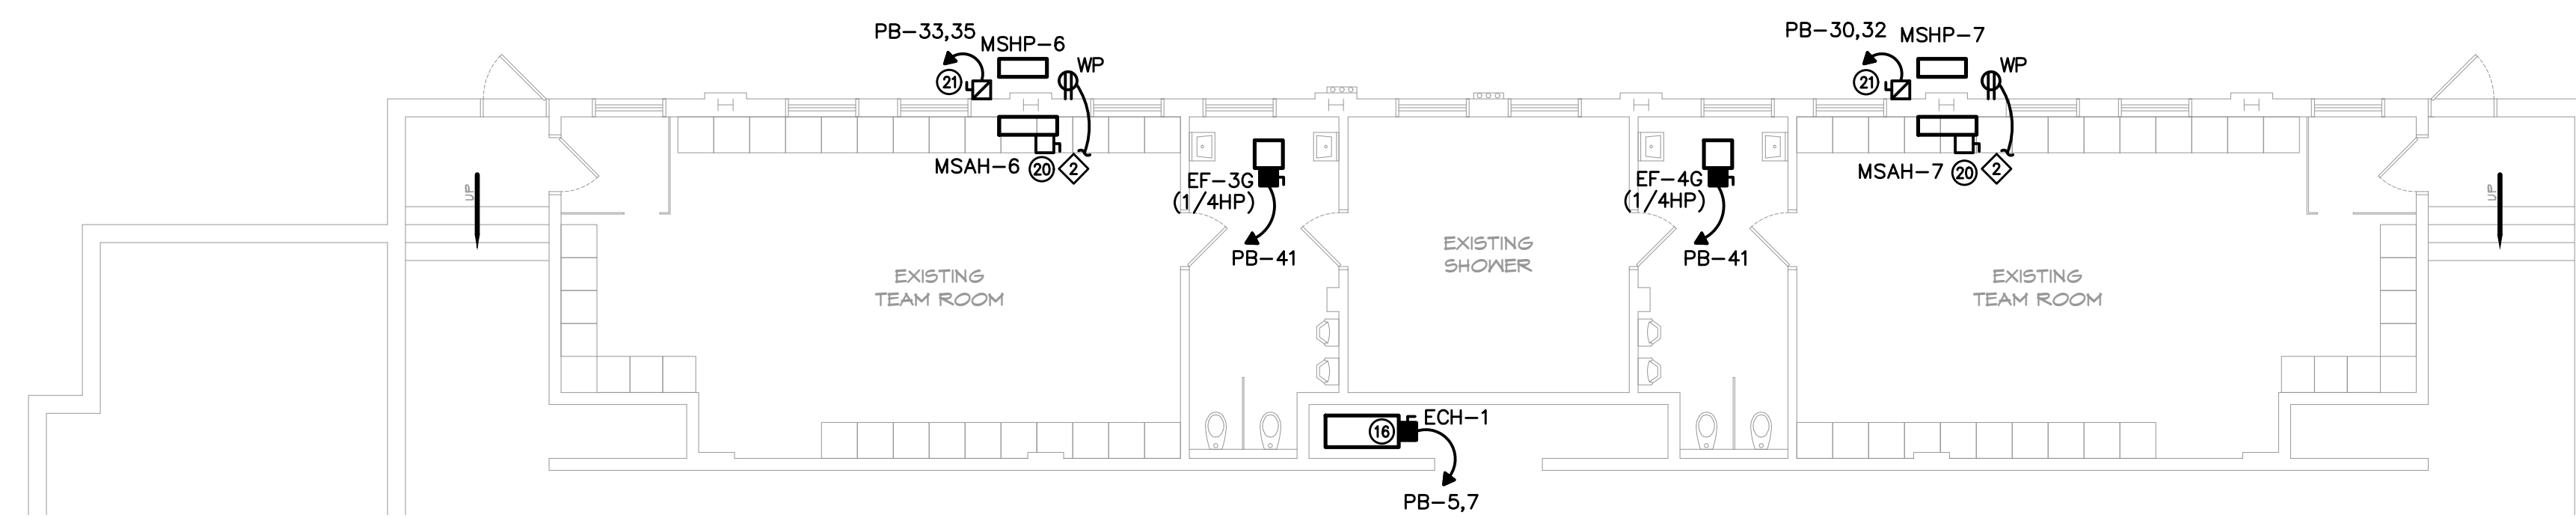 PB-33,35
MSHP-6
WP
21
PB-30,32
MSHP-7
WP
21
MSAH-6
20
2
EF-3G
(1/4HP)
PB-41
EF-4G
(1/4HP)
PB-41
MSAH-7
20
2
UP
UP
EXISTING
TEAM ROOM
EXISTING
SHOWER
EXISTING
TEAM ROOM
16
ECH-1
PB-5,7